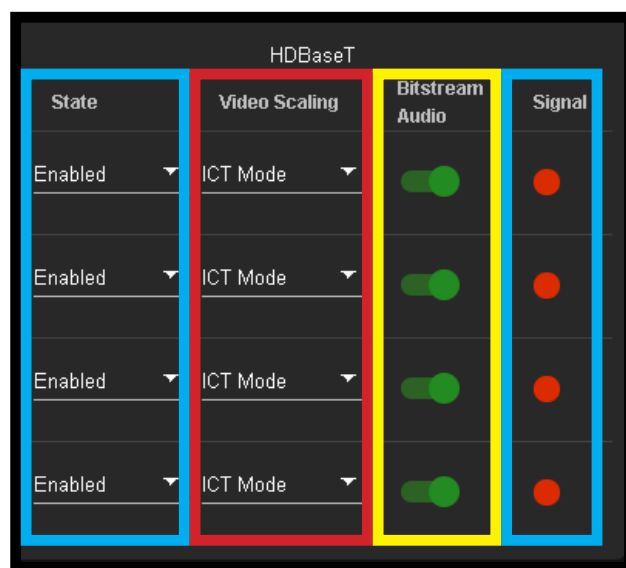 HDBaseT
State Video Scaling Bitstream Audio Signal
Enabled ICT Mode
Enabled ICT Mode
Enabled ICT Mode
Enabled ICT Mode